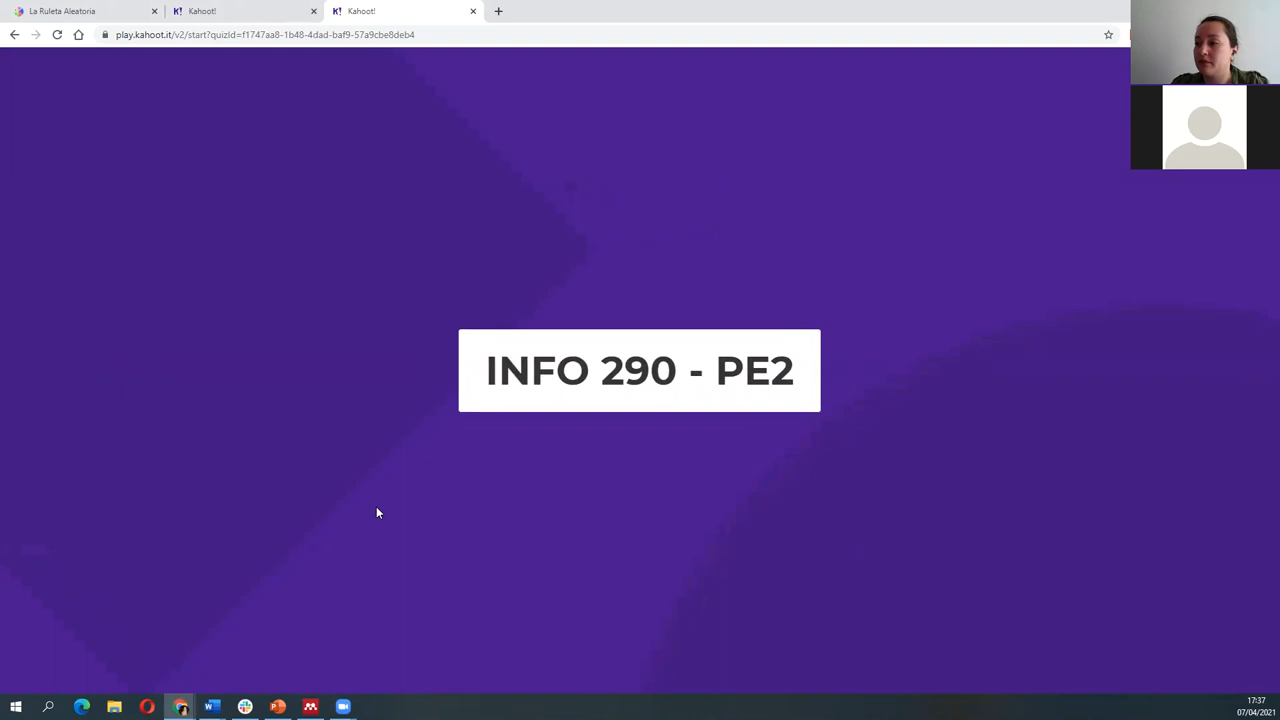 La Ruleta Aleatoria
K! Kahoot!
K! Kahoot!
play.kahoot.it/v2/start?quizId=f1747aa8-1b48-4dad-baf9-57a9cbe8deb4
INFO 290 - PE2
17:37
07/04/2021